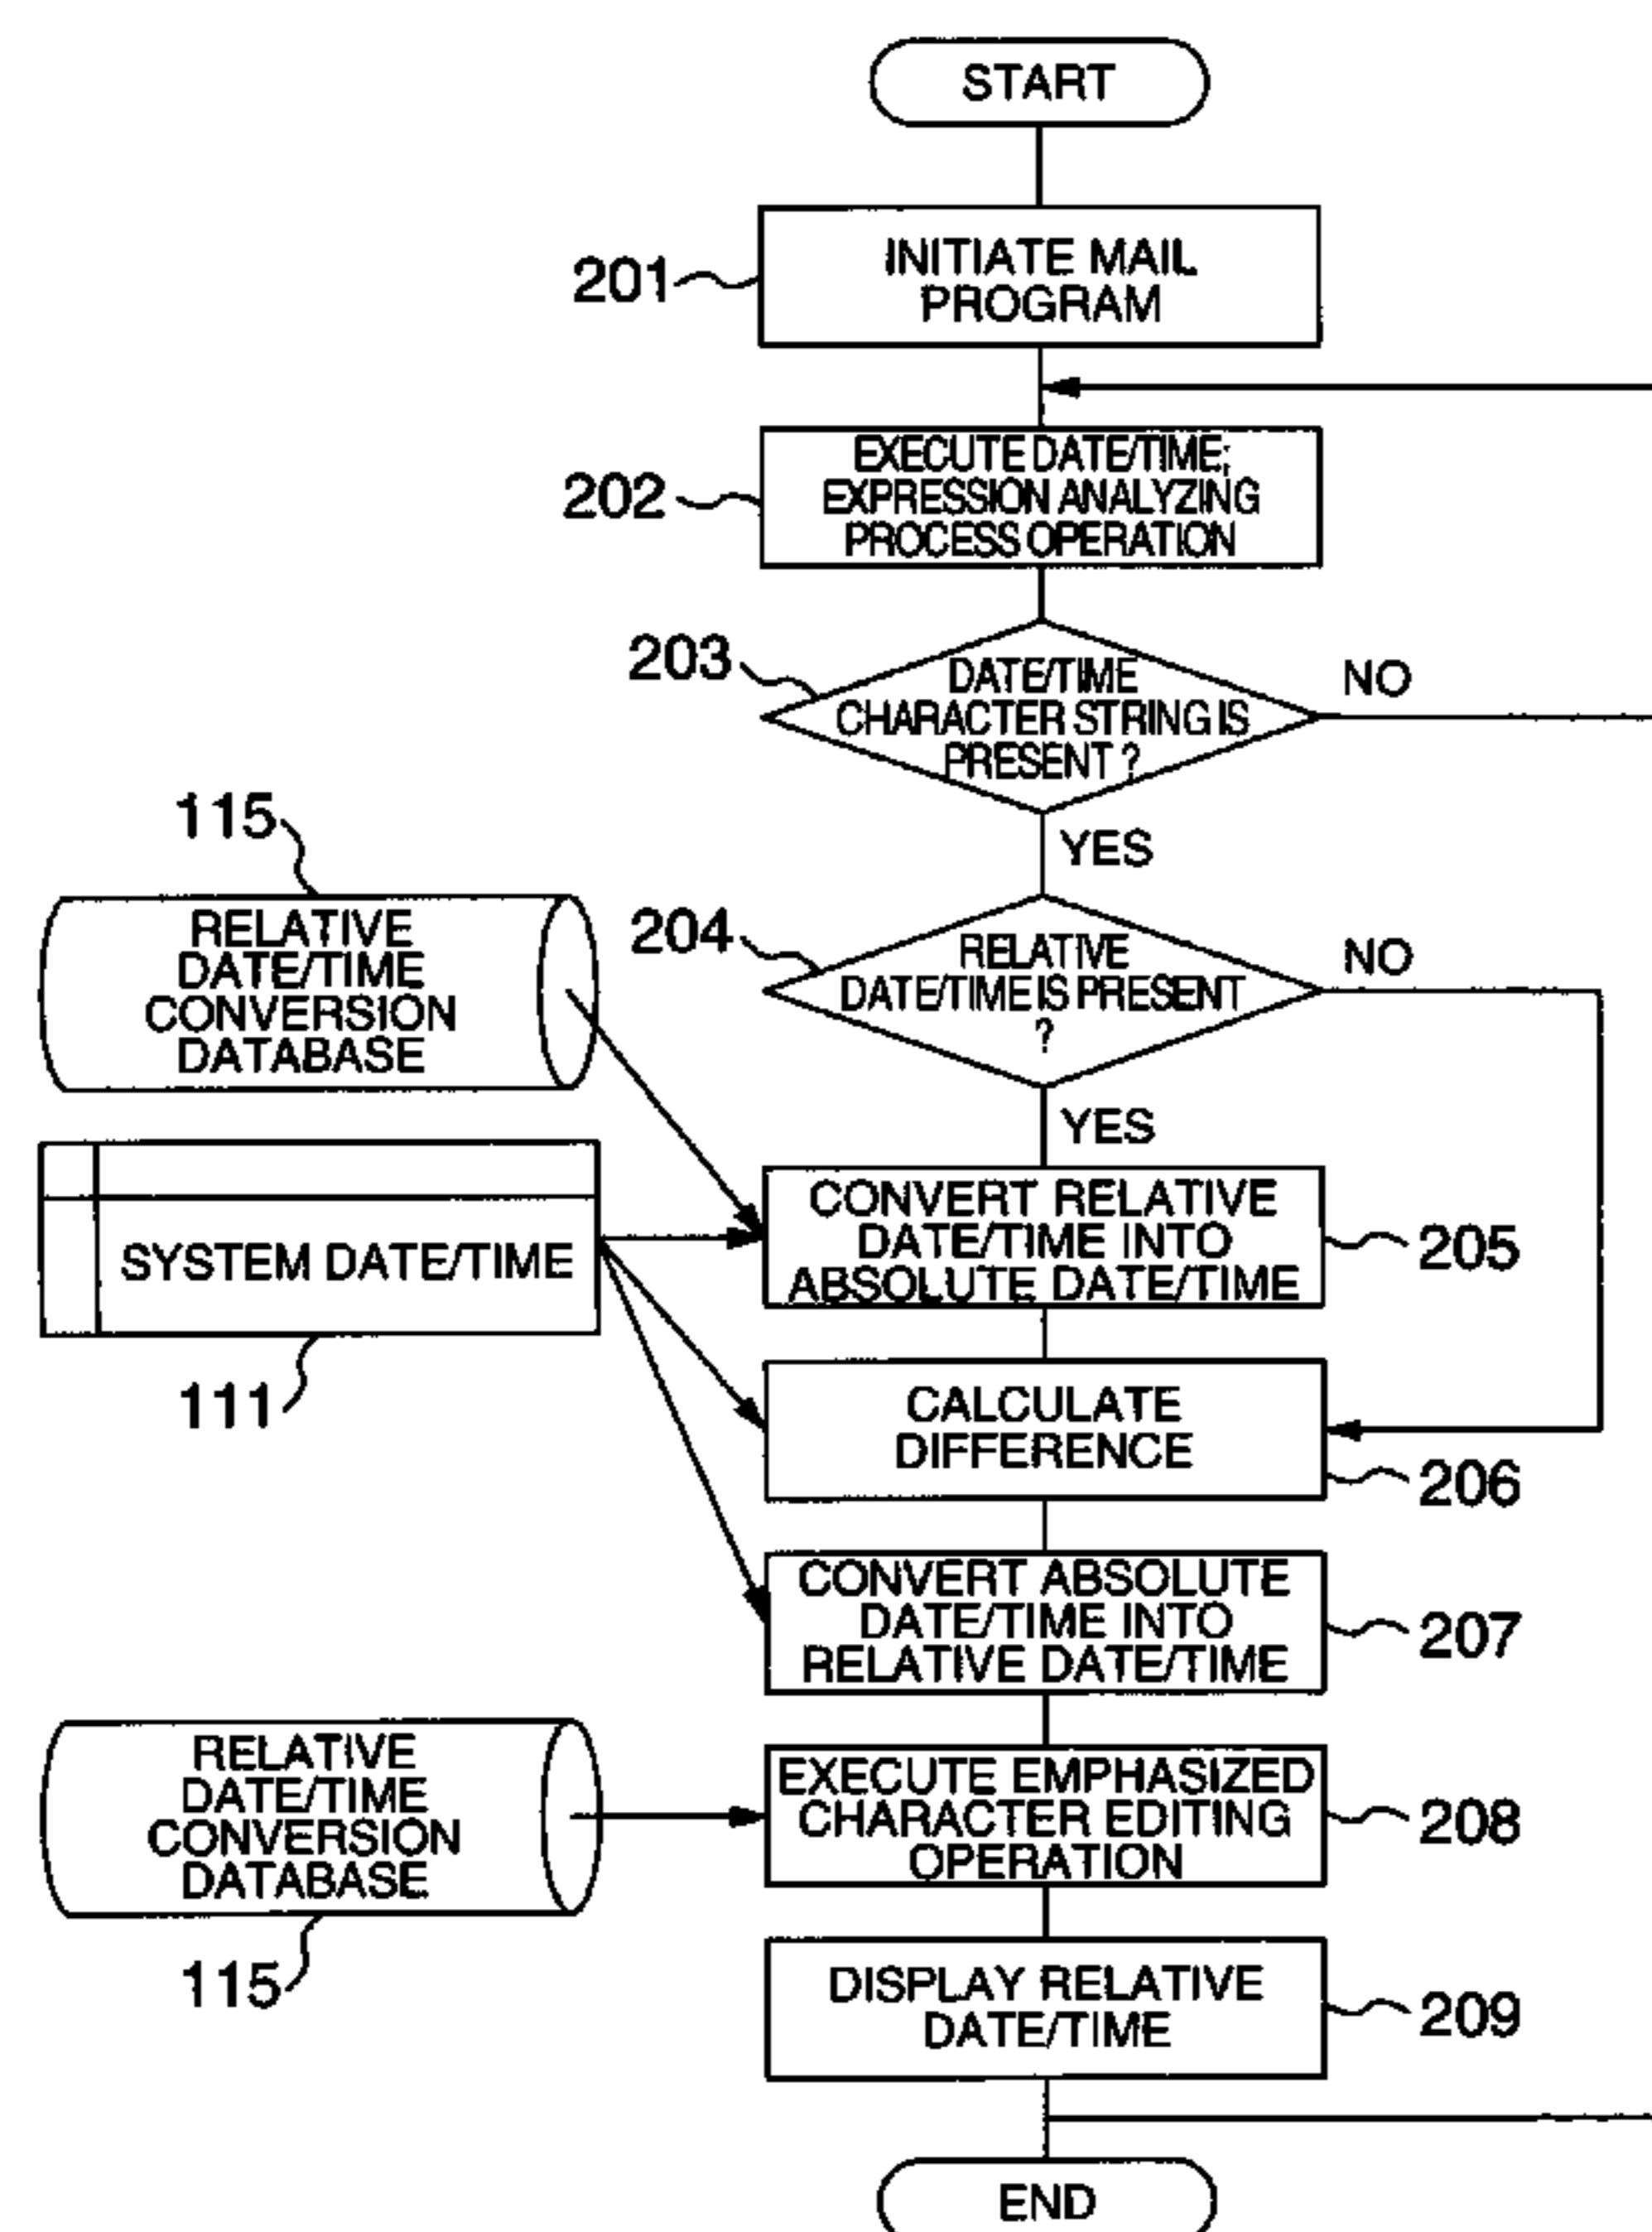 START
201
INITIATE MAIL
PROGRAM
202
EXECUTE DATE/TIME;
EXPRESSION ANALYZING
PROCESS OPERATION
203
DATE/TIME
CHARACTER STRING IS
PRESENT ?
NO
YES
115
RELATIVE
DATE/TIME
CONVERSION
DATABASE
204
RELATIVE
DATE/TIME IS PRESENT
?
NO
YES
SYSTEM DATE/TIME
111
CONVERT RELATIVE
DATE/TIME INTO
ABSOLUTE DATE/TIME
205
CALCULATE
DIFFERENCE
206
CONVERT ABSOLUTE
DATE/TIME INTO
RELATIVE DATE/TIME
207
RELATIVE
DATE/TIME
CONVERSION
DATABASE
115
EXECUTE EMPHASIZED
CHARACTER EDITING
OPERATION
208
DISPLAY RELATIVE
DATE/TIME
209
END